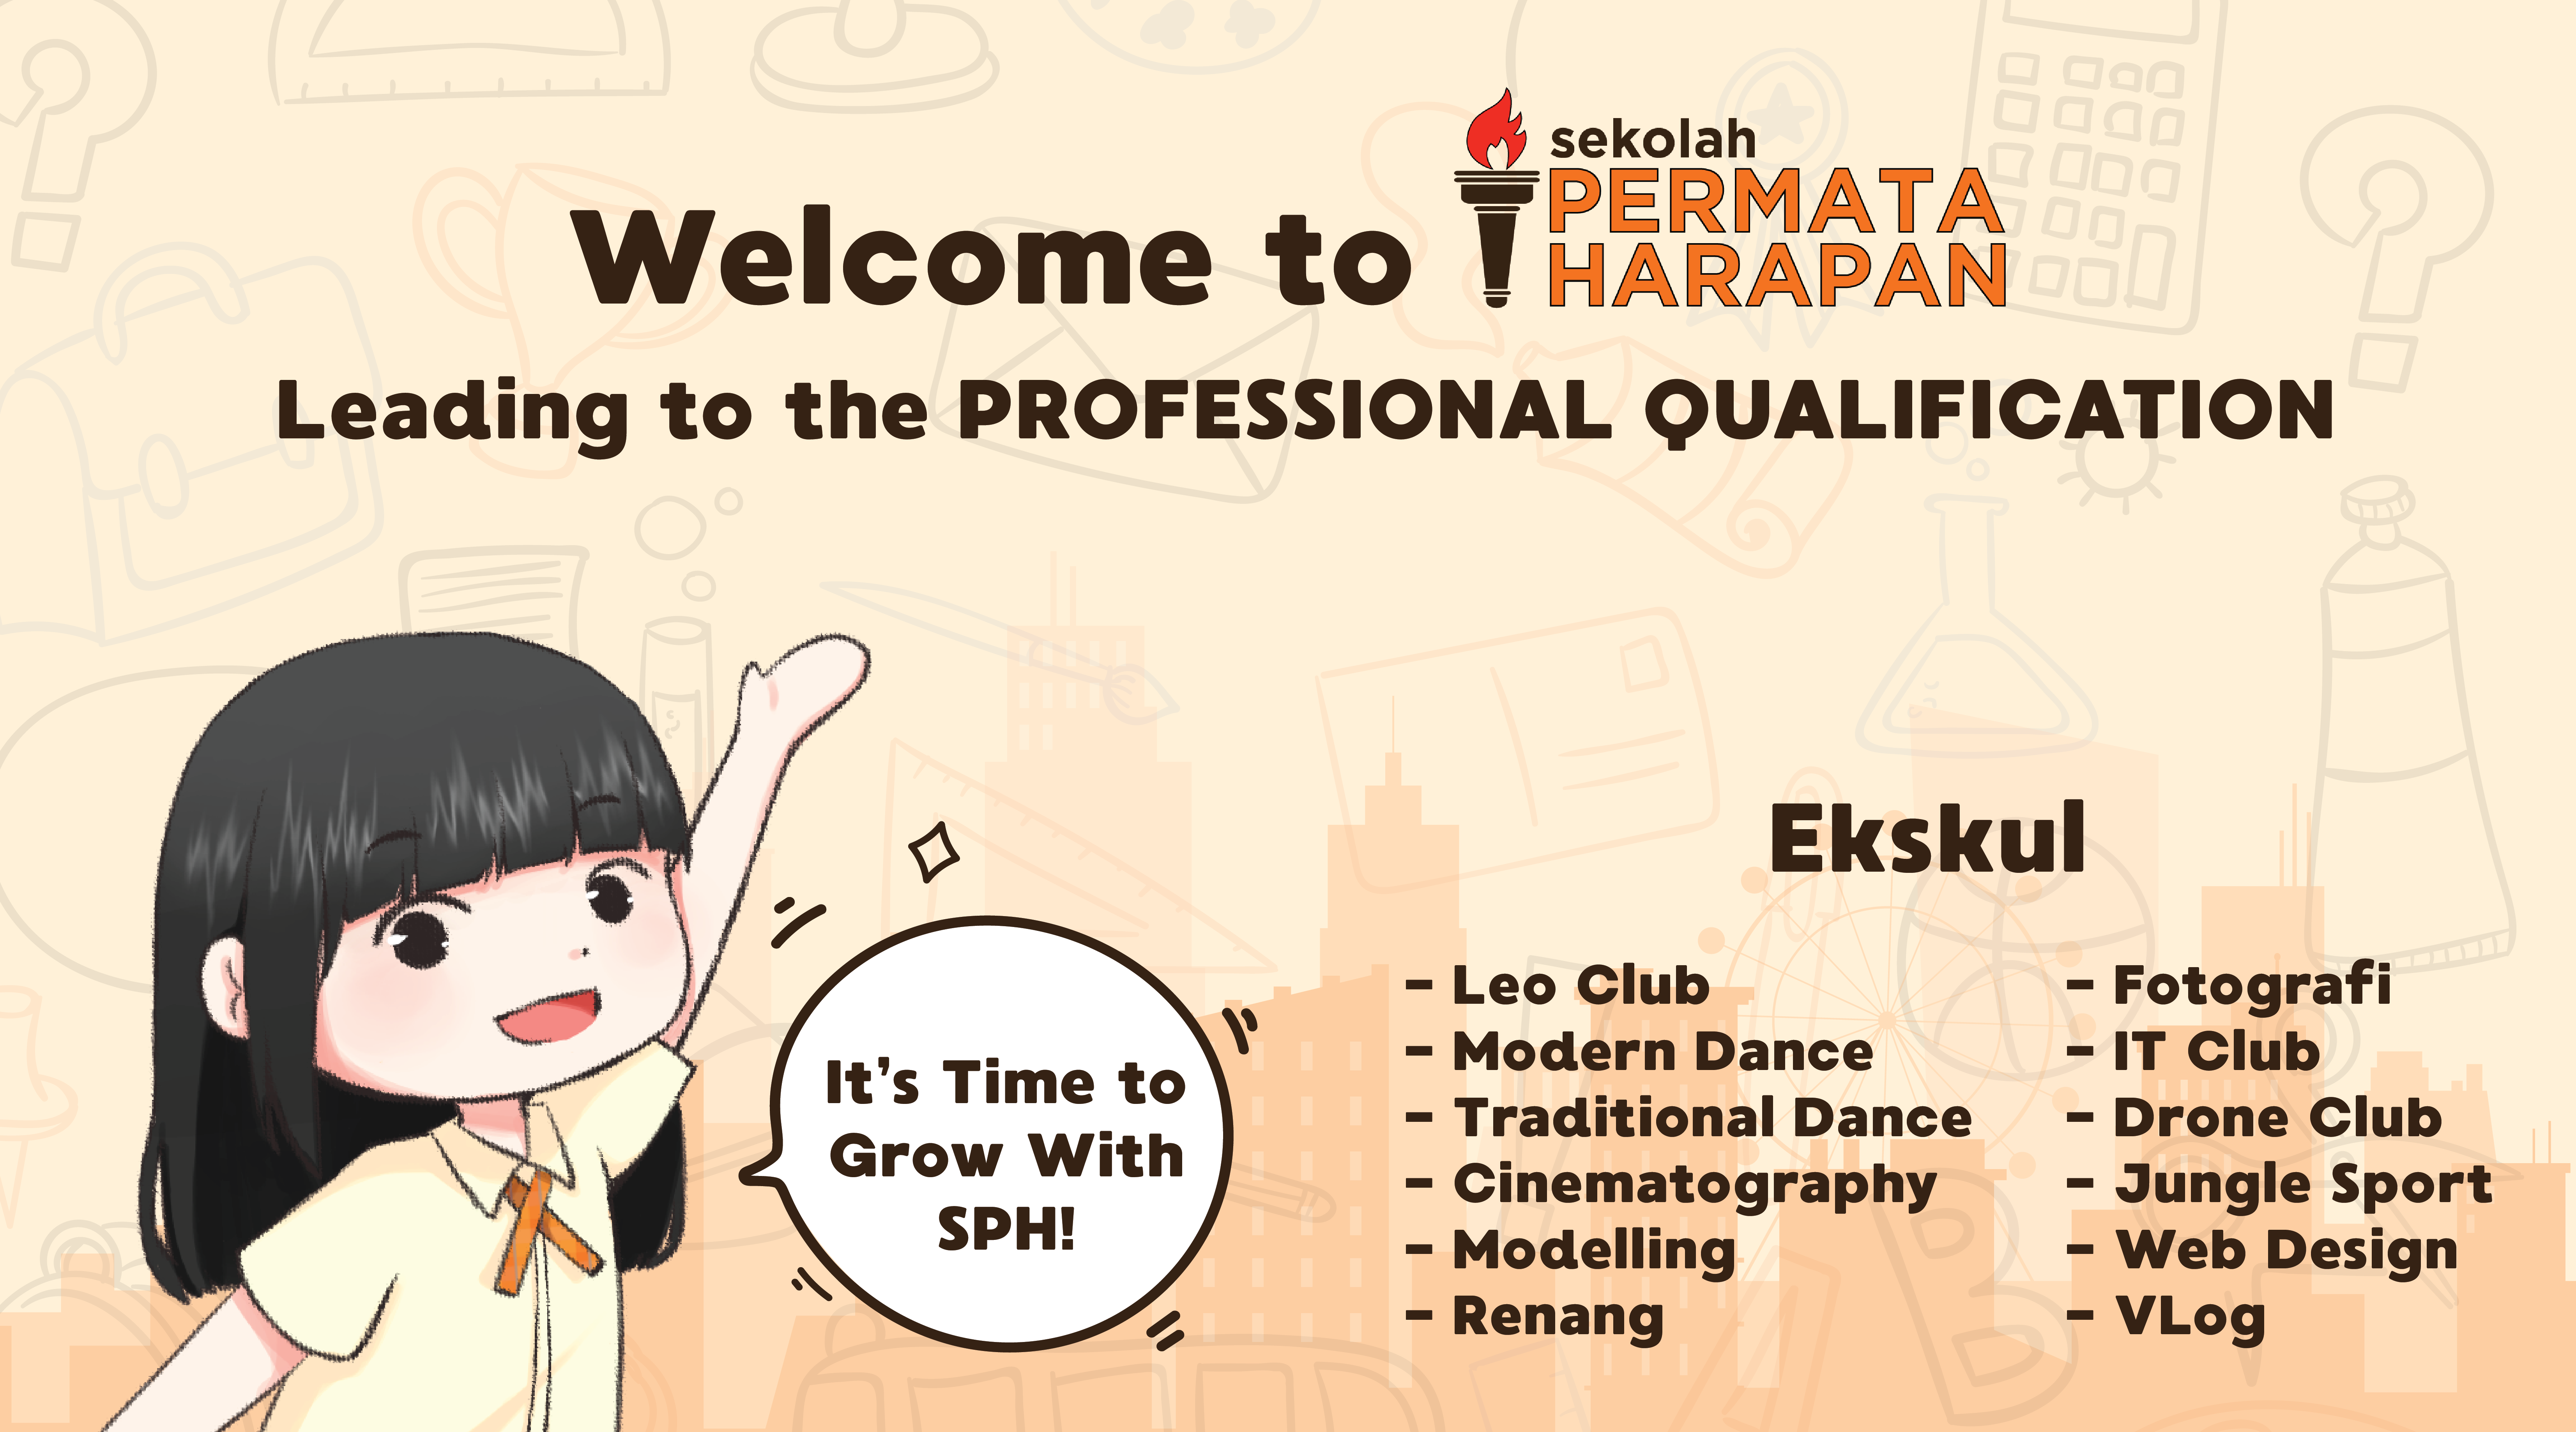 Welcome to
sekolah
PERMATA
HARAPAN
Leading to the PROFESSIONAL QUALIFICATION
It's Time to
Grow With
SPH!
Ekskul
- Leo Club
- Modern Dance
- Traditional Dance
- Cinematography
- Modelling
- Renang
- Fotografi
- IT Club
- Drone Club
- Jungle Sport
- Web Design
- VLog